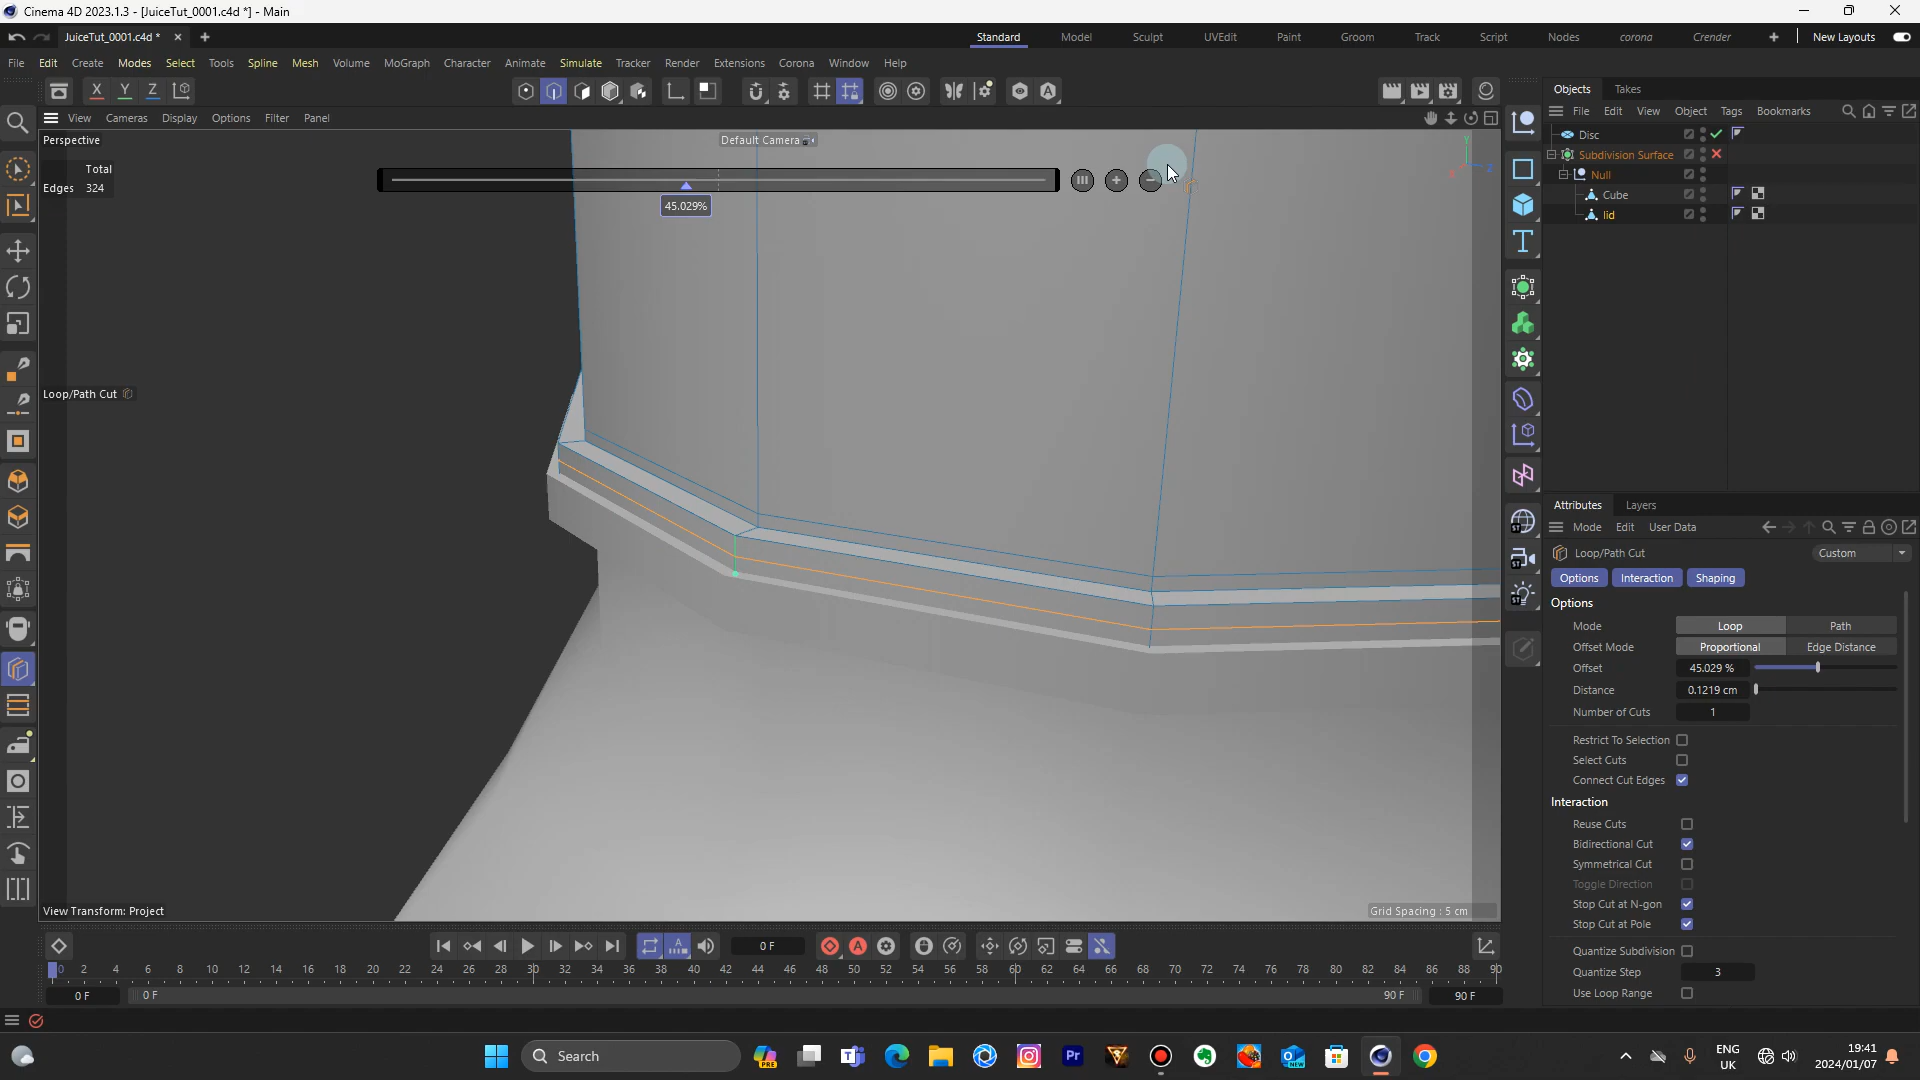 Cinema 4D 2023.1.3 - [JuiceTut_0001.c4d *] - Main
JuiceTut_0001.c4d *
Standard Model Sculpt UVEdit Paint Groom Track Script Nodes corona Crender New Layouts
File Edit Create Modes Select Tools Spline Mesh Volume MoGraph Character Animate Simulate Tracker Render Extensions Corona Window Help
X Y Z
View Cameras Display Options Filter Panel
Perspective
Default Camera
Total
Edges 324
45.029%
Loop/Path Cut
View Transform: Project
Grid Spacing : 5 cm
Objects Takes
File Edit View Object Tags Bookmarks
Disc
Subdivision Surface
Null
Cube
lid
Attributes Layers
Mode Edit User Data
Loop/Path Cut Custom
Options Interaction Shaping
Options
Mode Loop Path
Offset Mode Proportional Edge Distance
Offset 45.029 %
Distance 0.1219 cm
Number of Cuts 1
Restrict To Selection
Select Cuts
Connect Cut Edges
Interaction
Reuse Cuts
Bidirectional Cut
Symmetrical Cut
Toggle Direction
Stop Cut at N-gon
Stop Cut at Pole
Quantize Subdivision
Quantize Step 3
Use Loop Range
0 F
0 2 4 6 8 10 12 14 16 18 20 22 24 26 28 30 32 34 36 38 40 42 44 46 48 50 52 54 56 58 60 62 64 66 68 70 72 74 76 78 80 82 84 86 88 90
0 F 0 F 90 F 90 F
Search
ENG
UK
19:41
2024/01/07